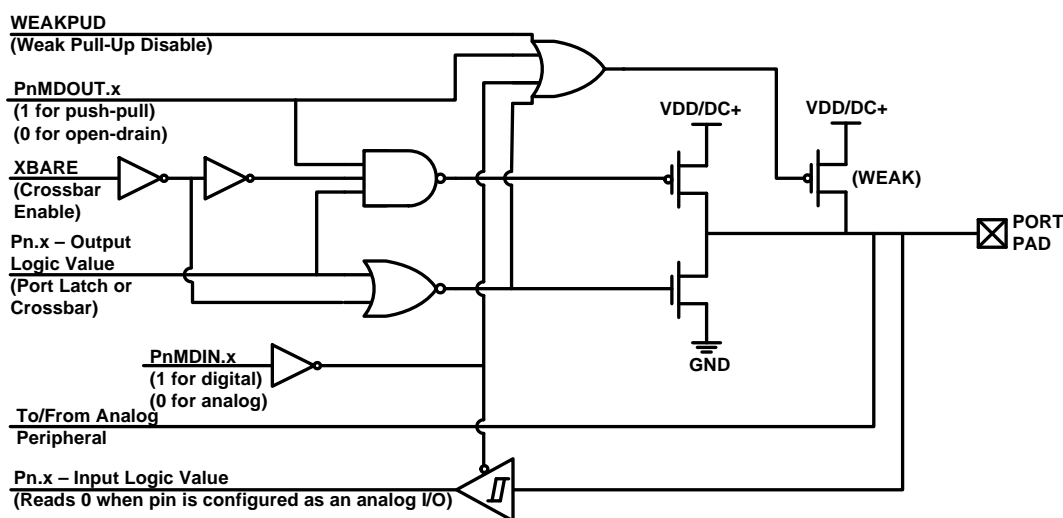 WEAKPUD
(Weak Pull-Up Disable)
PnMDOUT.x
(1 for push-pull)
(0 for open-drain)
XBARE
(Crossbar
Enable)
Pn.x – Output
Logic Value
(Port Latch or
Crossbar)
PnMDIN.x
(1 for digital)
(0 for analog)
To/From Analog
Peripheral
Pn.x – Input Logic Value
(Reads 0 when pin is configured as an analog I/O)
VDD/DC+
VDD/DC+
(WEAK)
PORT
PAD
GND